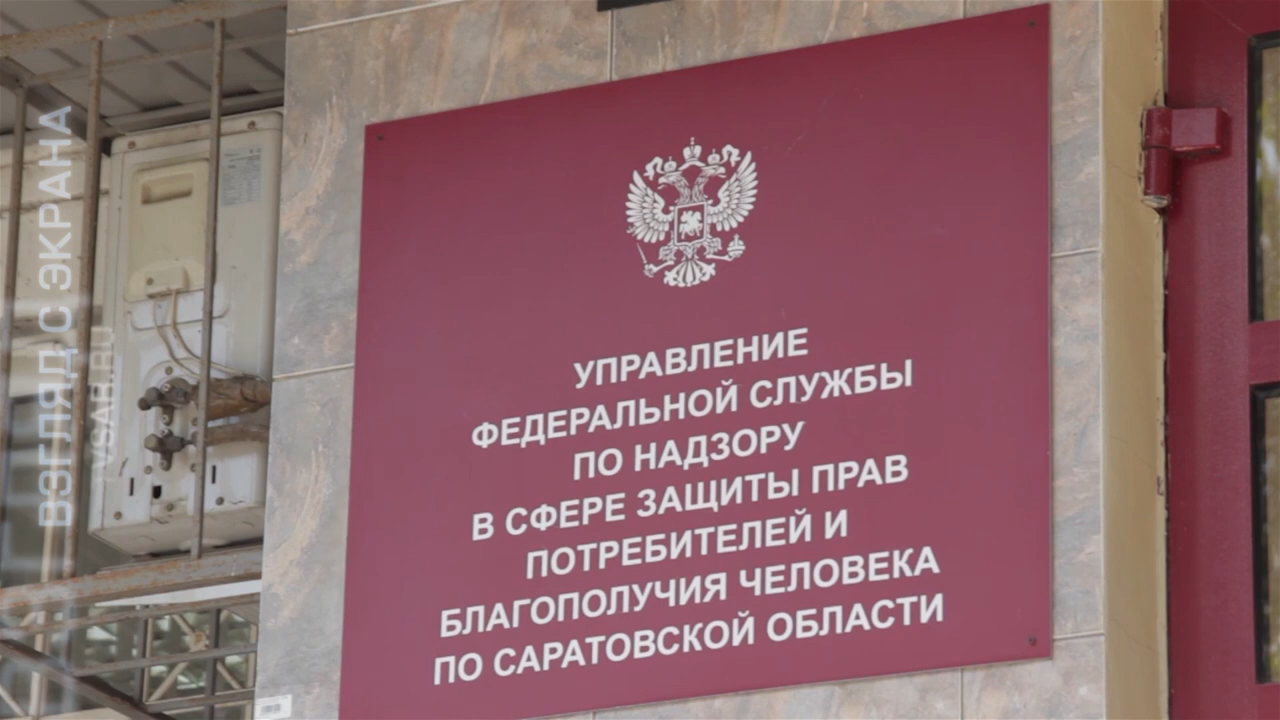 ВЗГЛЯД С ЭКРАНА
VSAR.RU
УПРАВЛЕНИЕ
ФЕДЕРАЛЬНОЙ СЛУЖБЫ
ПО НАДЗОРУ
В СФЕРЕ ЗАЩИТЫ ПРАВ
ПОТРЕБИТЕЛЕЙ И
БЛАГОПОЛУЧИЯ ЧЕЛОВЕКА
ПО САРАТОВСКОЙ ОБЛАСТИ